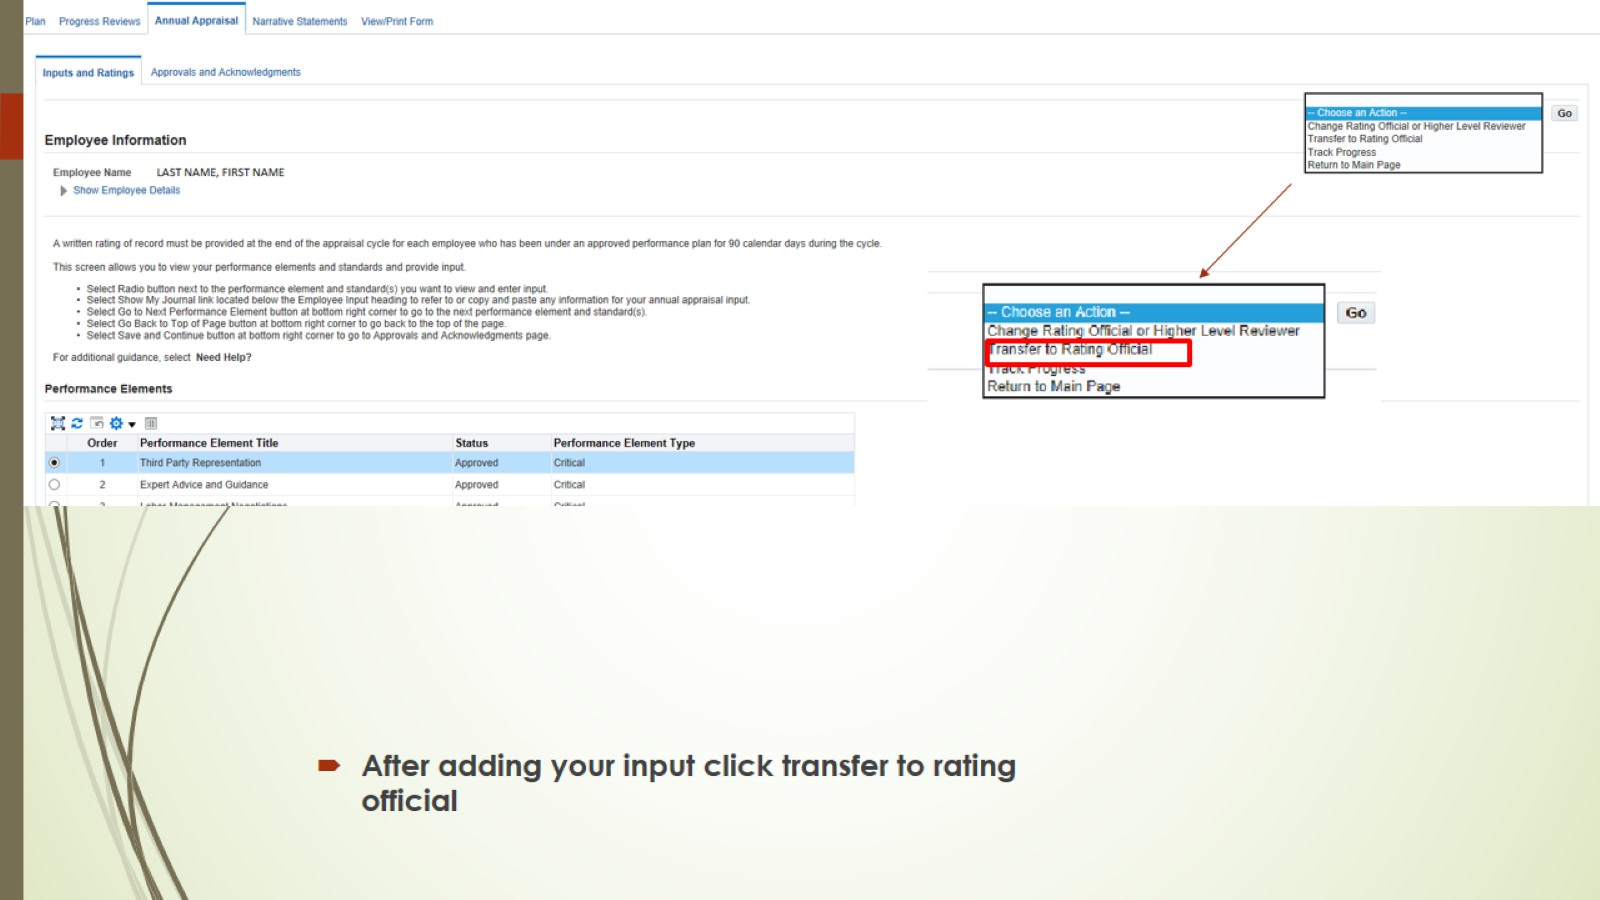 Plan Progress Reviews Annual Appraisal Narrative Statements View/Print Form
Inputs and Ratings Approvals and Acknowledgments
-- Choose an Action --
Go
Change Rating Official or Higher Level Reviewer
Transfer to Rating Official
Track Progress
Return to Main Page
Employee Information
Employee Name LAST NAME, FIRST NAME
Show Employee Details
A written rating of record must be provided at the end of the appraisal cycle for each employee who has been under an approved performance plan for 90 calendar days during the cycle.
This screen allows you to view your performance elements and standards and provide input.
• Select Radio button next to the performance element and standard(s) you want to view and enter input.
• Select Show My Journal link located below the Employee Input heading to refer to or copy and paste any information for your annual appraisal input.
• Select Go to Next Performance Element button at bottom right corner to go to the next performance element and standard(s).
• Select Go Back to Top of Page button at bottom right corner to go back to the top of the page.
• Select Save and Continue button at bottom right corner to go to Approvals and Acknowledgments page.
For additional guidance, select Need Help?
-- Choose an Action --
Go
Change Rating Official or Higher Level Reviewer
Transfer to Rating Official
Track Progress
Return to Main Page
Performance Elements
Order Performance Element Title Status Performance Element Type
1 Third Party Representation Approved Critical
2 Expert Advice and Guidance Approved Critical
3 Labor Management Negotiations Approved Critical
After adding your input click transfer to rating
official